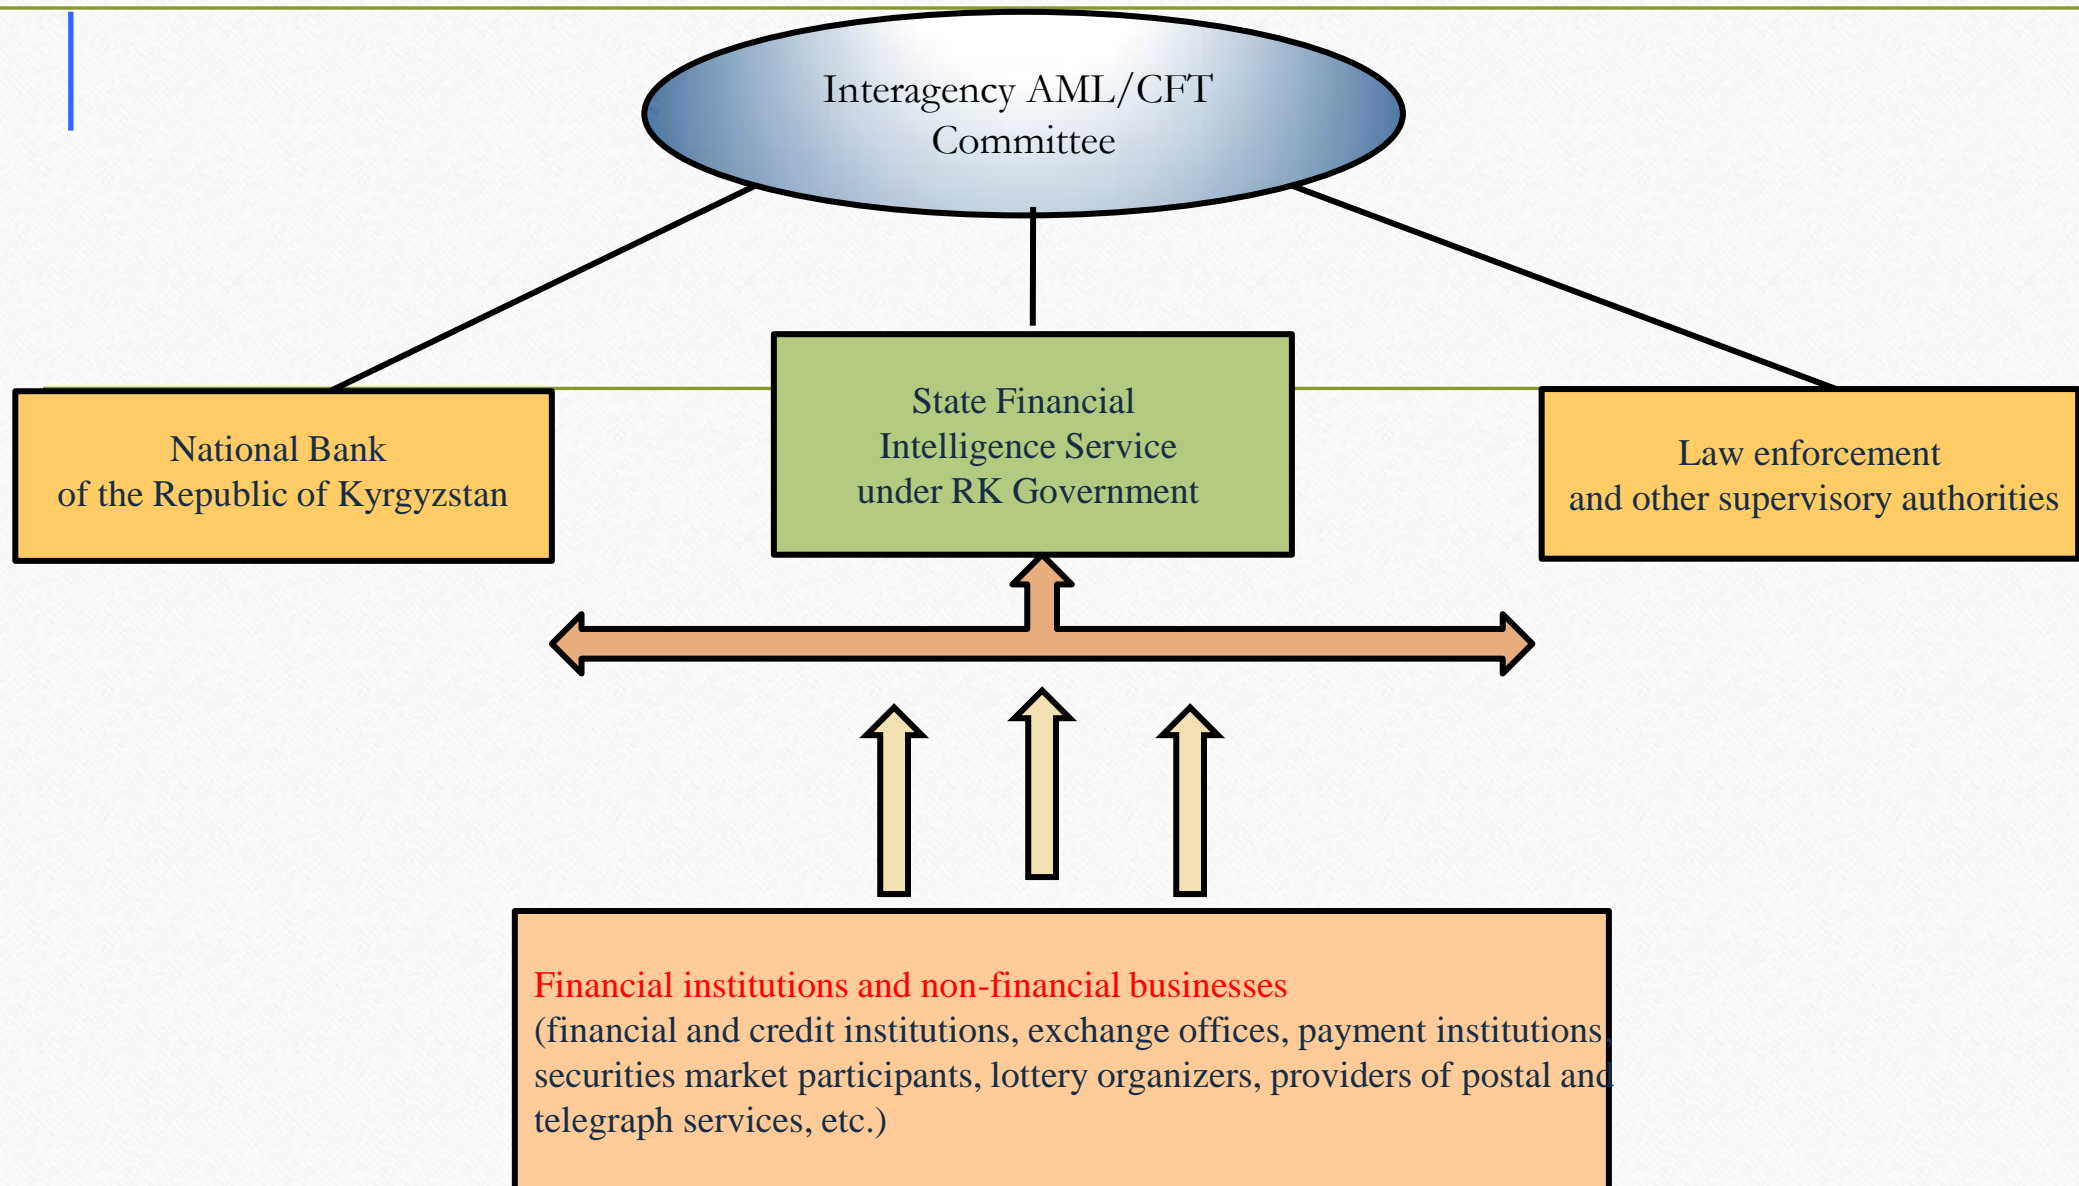 Interagency AML/CFT
Committee
National Bank
of the Republic of Kyrgyzstan
State Financial
Intelligence Service
under RK Government
Law enforcement
and other supervisory authorities
Financial institutions and non-financial businesses
(financial and credit institutions, exchange offices, payment institutions,
securities market participants, lottery organizers, providers of postal and
telegraph services, etc.)